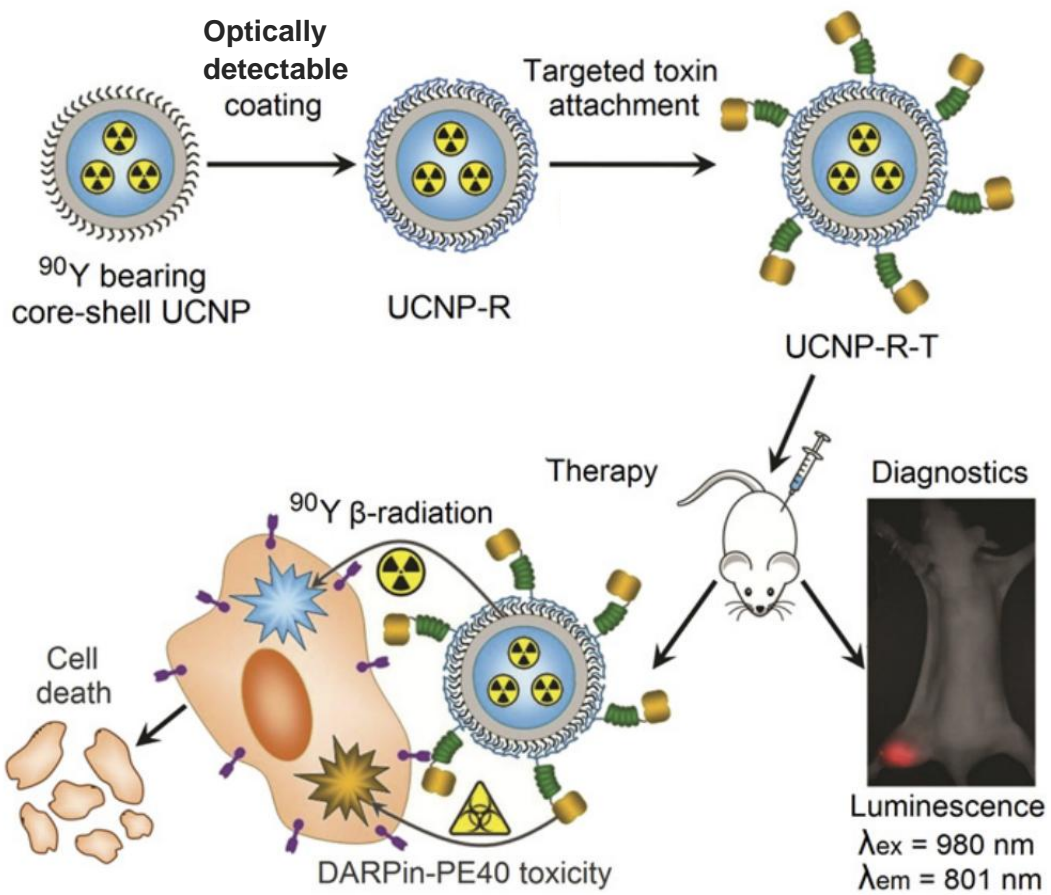 Optically
detectable
coating
Targeted toxin
attachment
⁹⁰Y bearing
core-shell UCNP
UCNP-R
UCNP-R-T
Therapy
Diagnostics
⁹⁰Y β-radiation
Cell
death
DARPin-PE40 toxicity
Luminescence
λex = 980 nm
λem = 801 nm